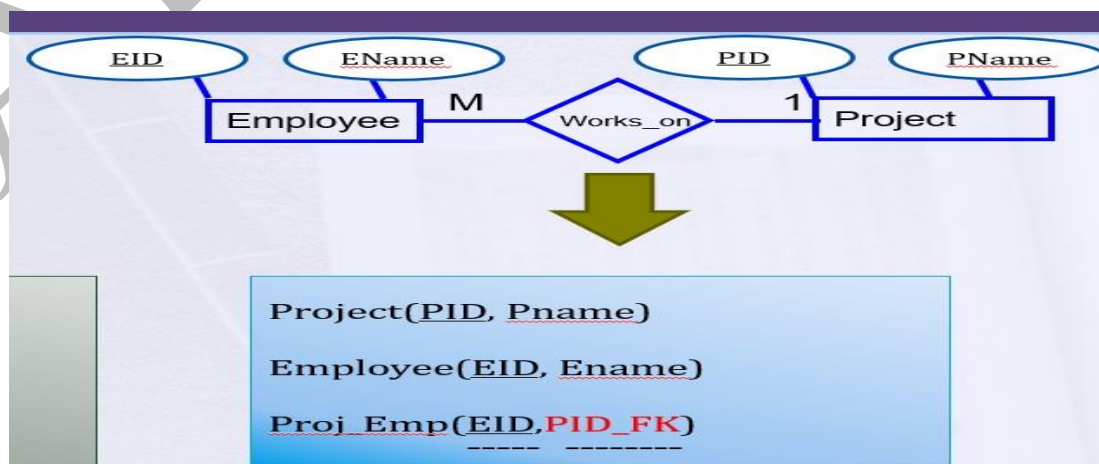 EID EName PID PName
Employee M Works_on 1 Project
Project(PID, Pname)
Employee(EID, Ename)
Proj_Emp(EID,PID_FK)